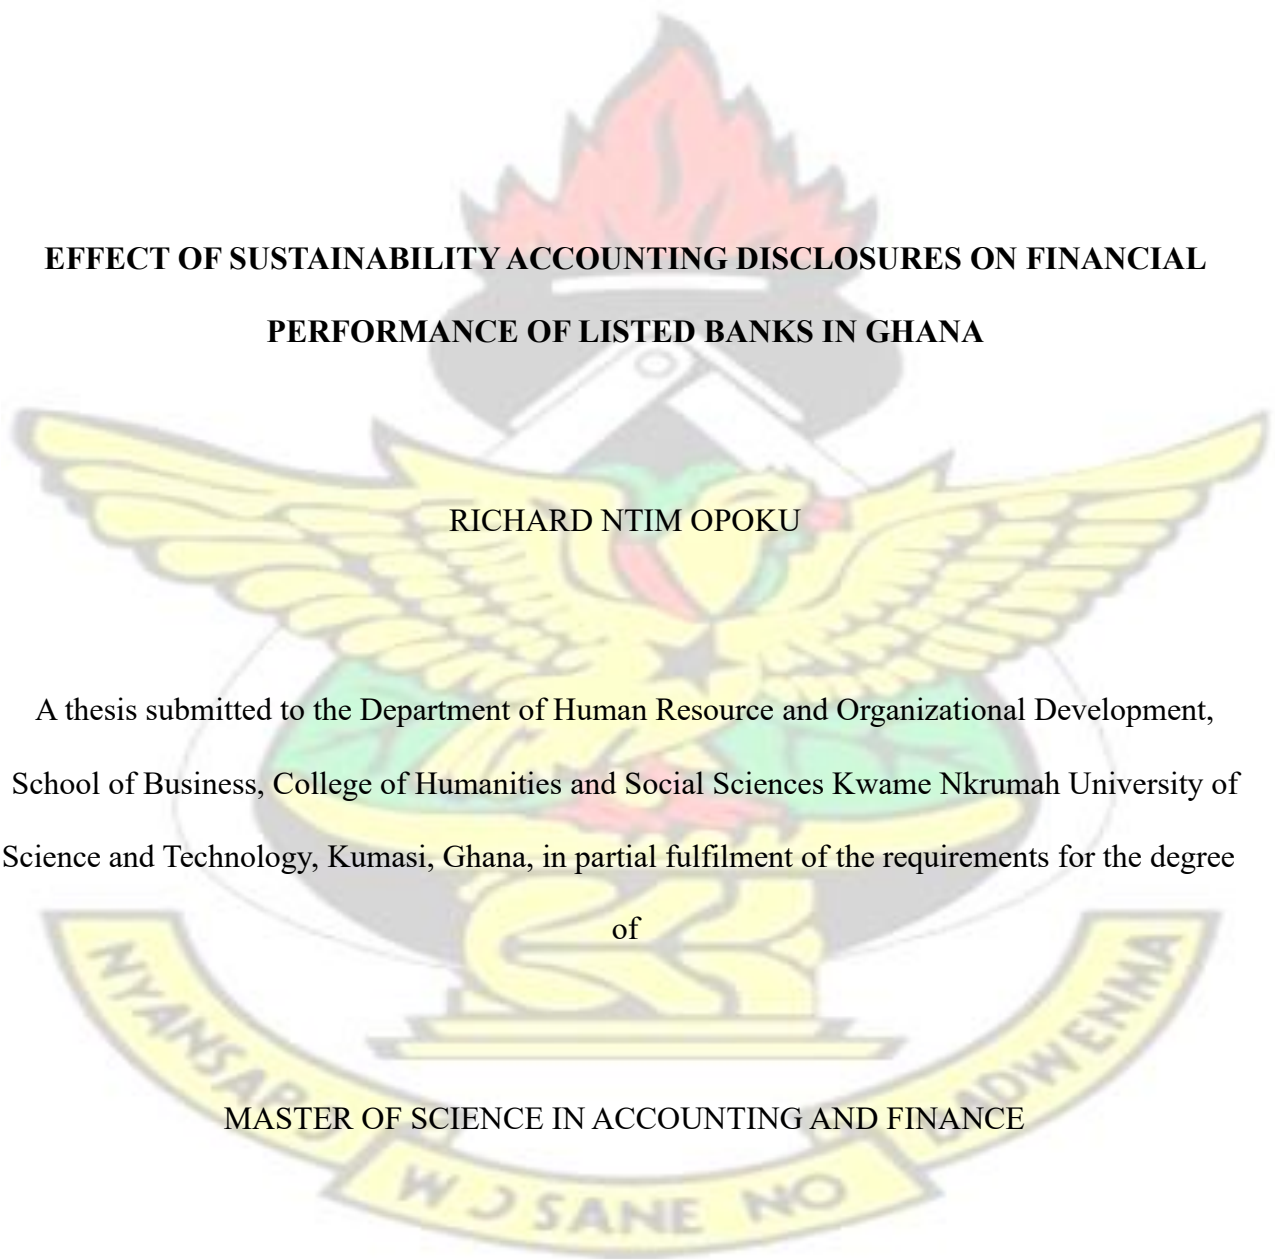 EFFECT OF SUSTAINABILITY ACCOUNTING DISCLOSURES ON FINANCIAL
PERFORMANCE OF LISTED BANKS IN GHANA
RICHARD NTIM OPOKU
A thesis submitted to the Department of Human Resource and Organizational Development,
School of Business, College of Humanities and Social Sciences Kwame Nkrumah University of
Science and Technology, Kumasi, Ghana, in partial fulfilment of the requirements for the degree
of
MASTER OF SCIENCE IN ACCOUNTING AND FINANCE
W Ɔ SANE NO